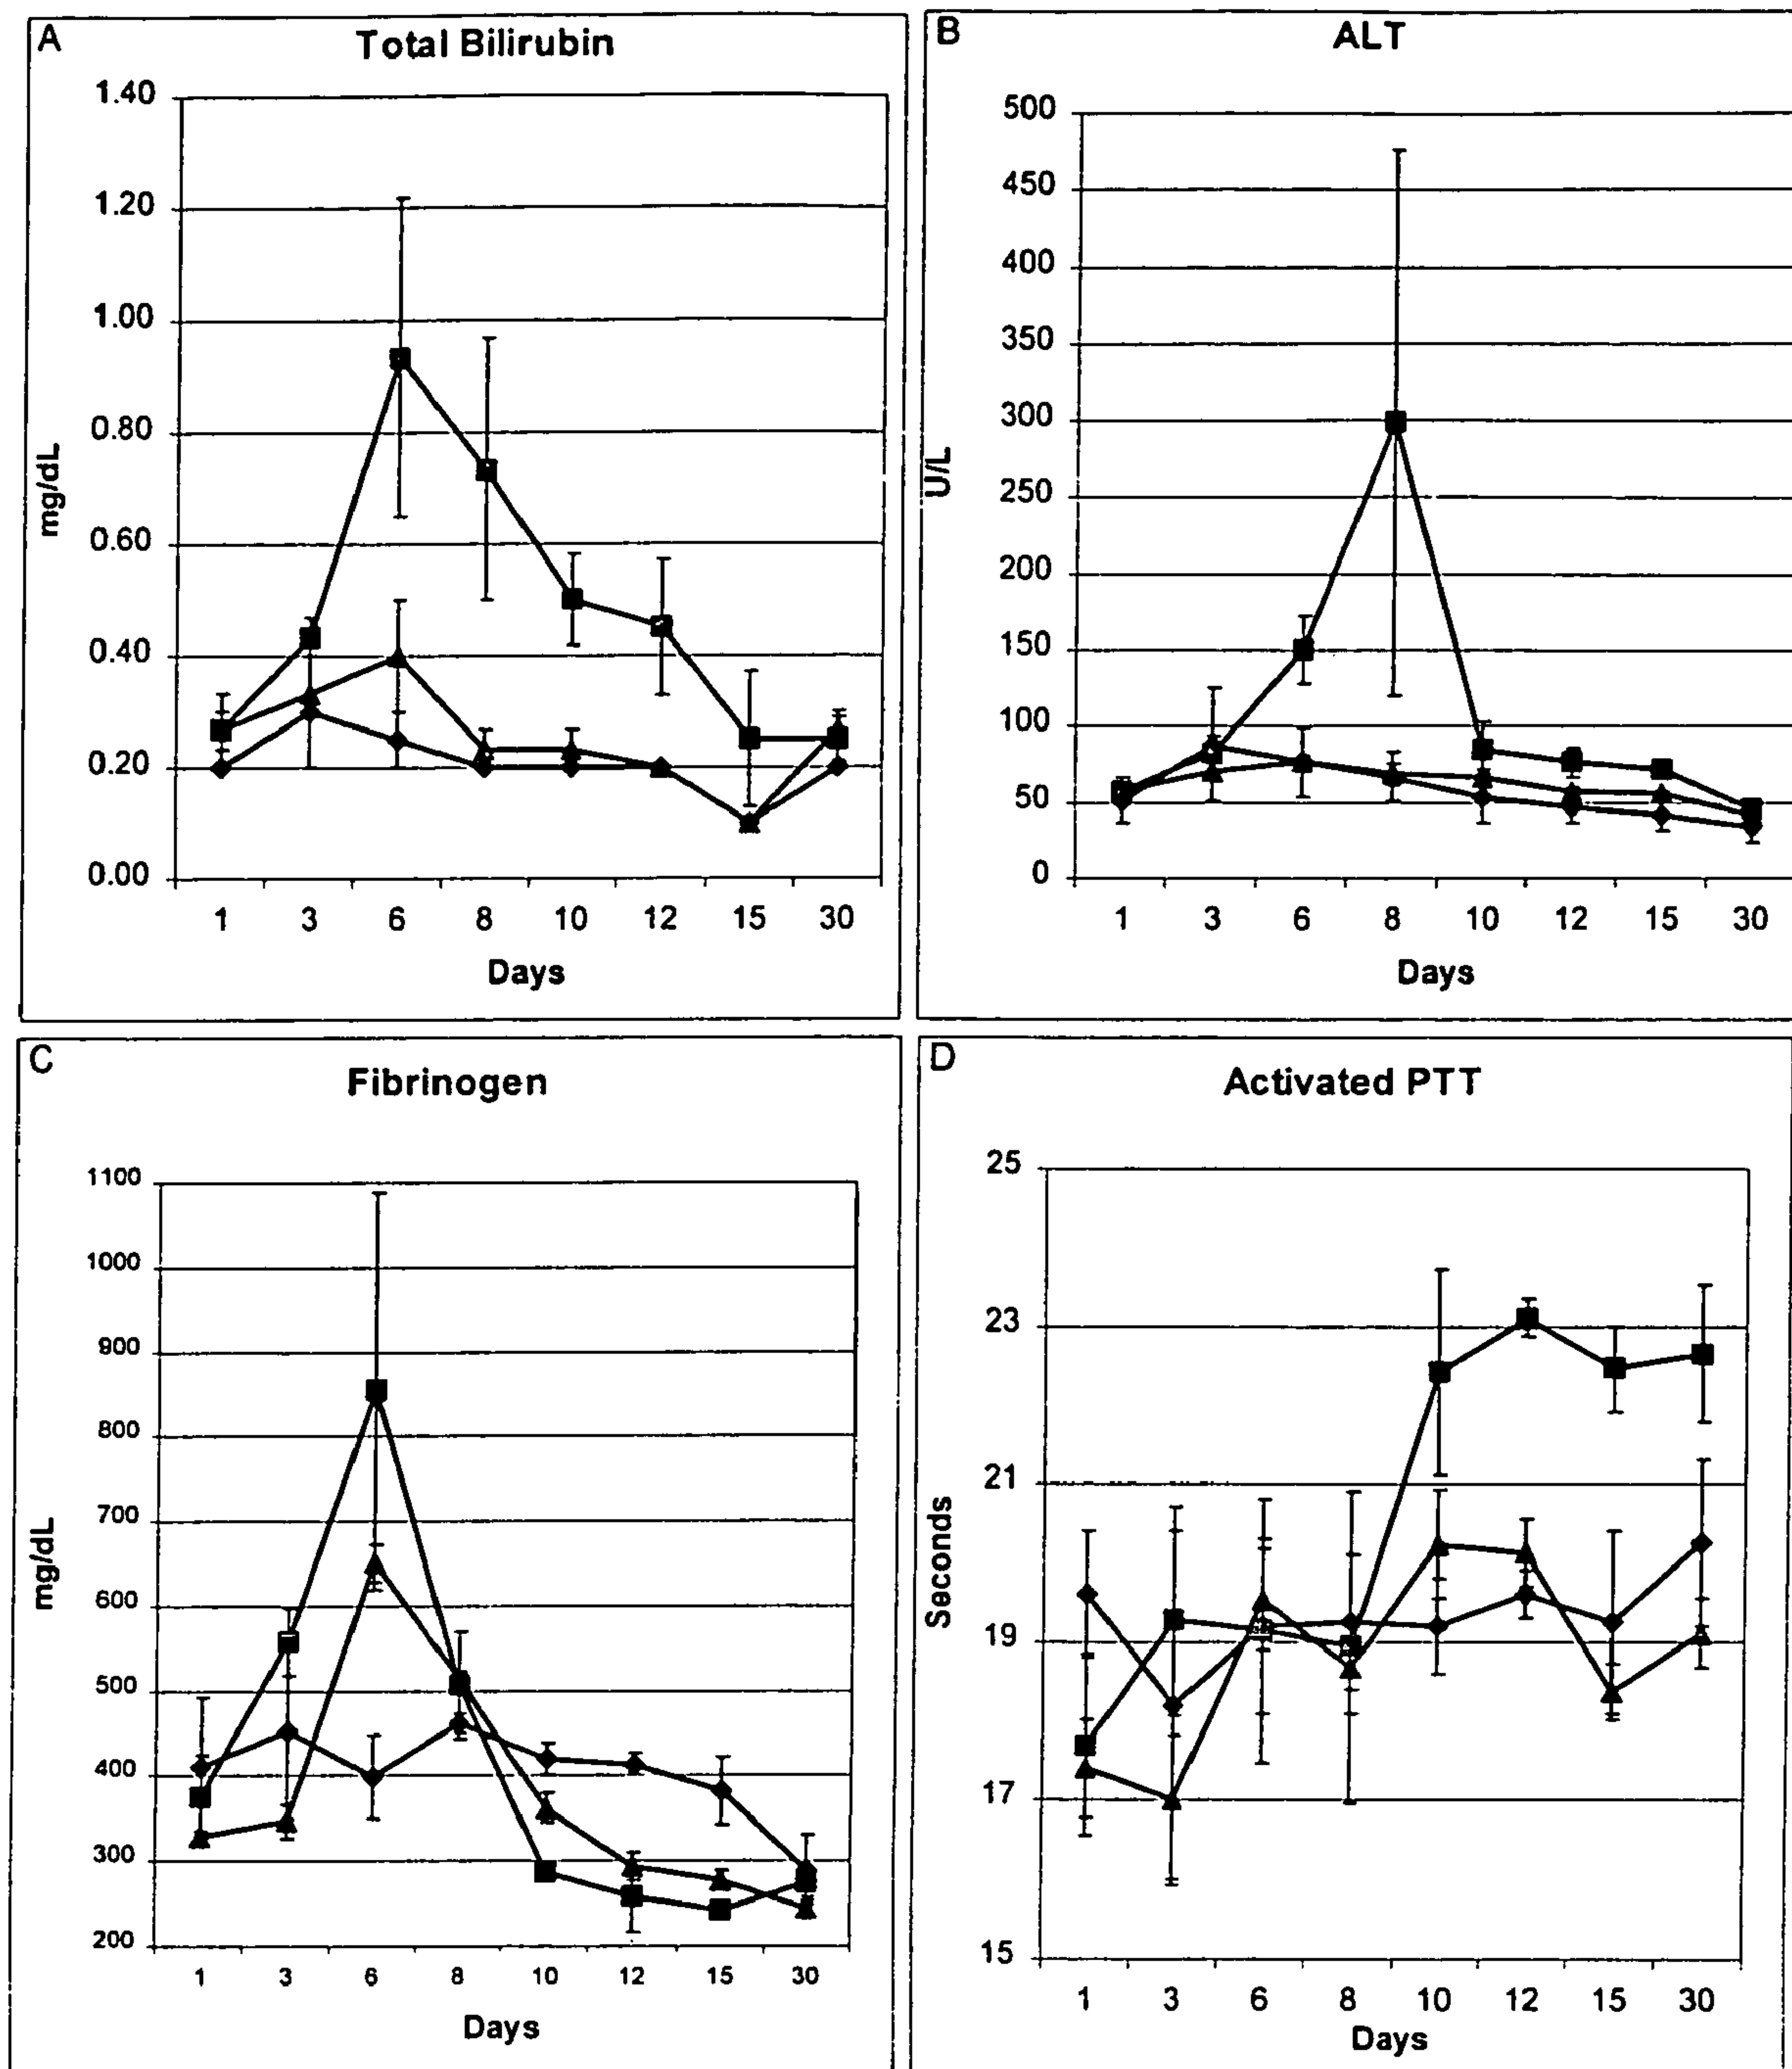 A
Total Bilirubin
1.40
1.20
1.00
0.80
0.60
0.40
0.20
0.00
mg/dL
1 3 6 8 10 12 15 30
Days
B
ALT
500
450
400
350
300
250
200
150
100
50
0
U/L
1 3 6 8 10 12 15 30
Days
C
Fibrinogen
1100
1000
900
800
700
600
500
400
300
200
mg/dL
1 3 6 8 10 12 15 30
Days
D
Activated PTT
25
23
21
19
17
15
Seconds
1 3 6 8 10 12 15 30
Days